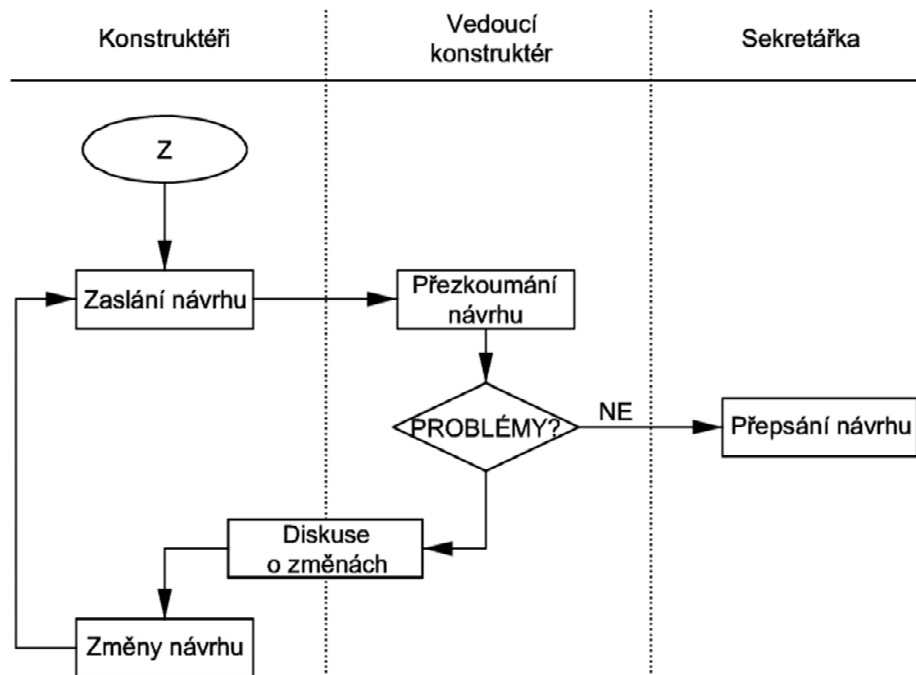 Konstruktéři
Vedoucí
konstruktér
Sekretářka
Z
Zaslání návrhu
Přezkoumání
návrhu
PROBLÉMY?
NE
Přepsání návrhu
Diskuse
o změnách
Změny návrhu